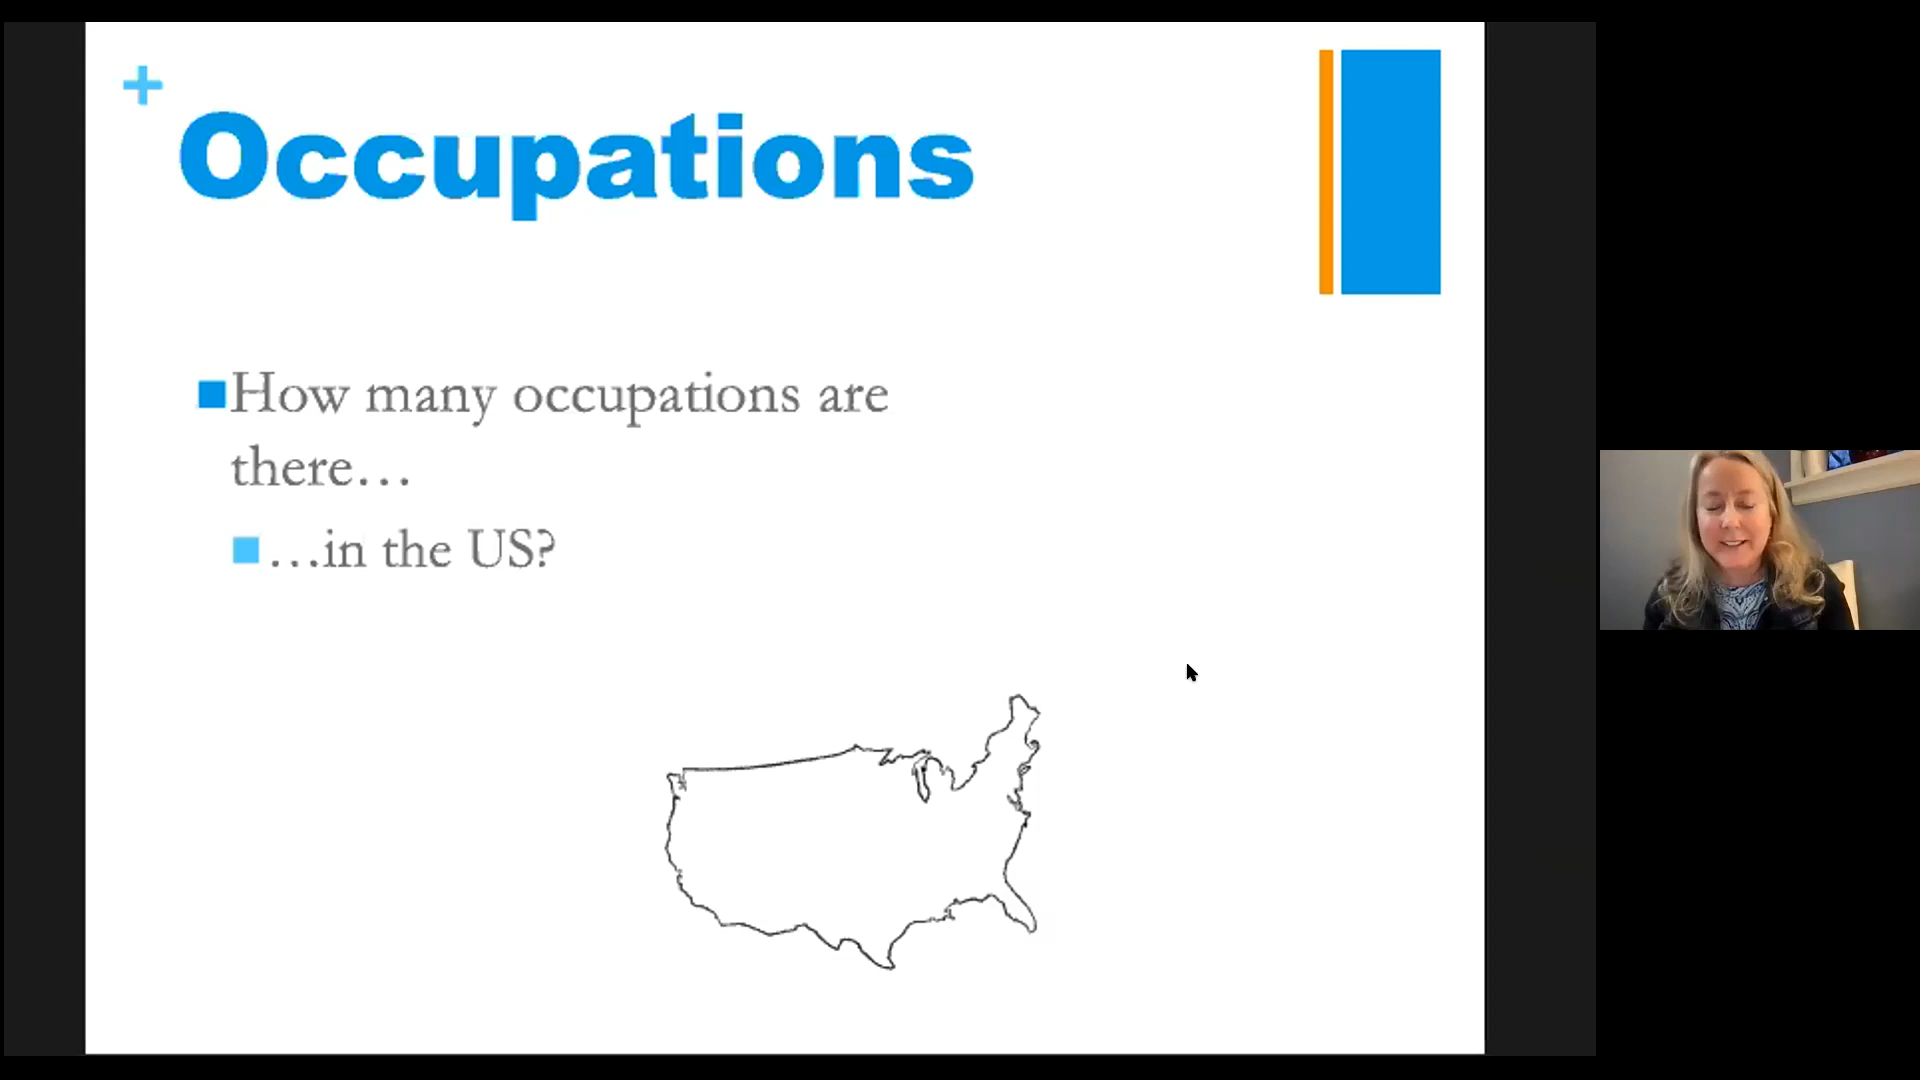 +
Occupations
How many occupations are
there…
…in the US?